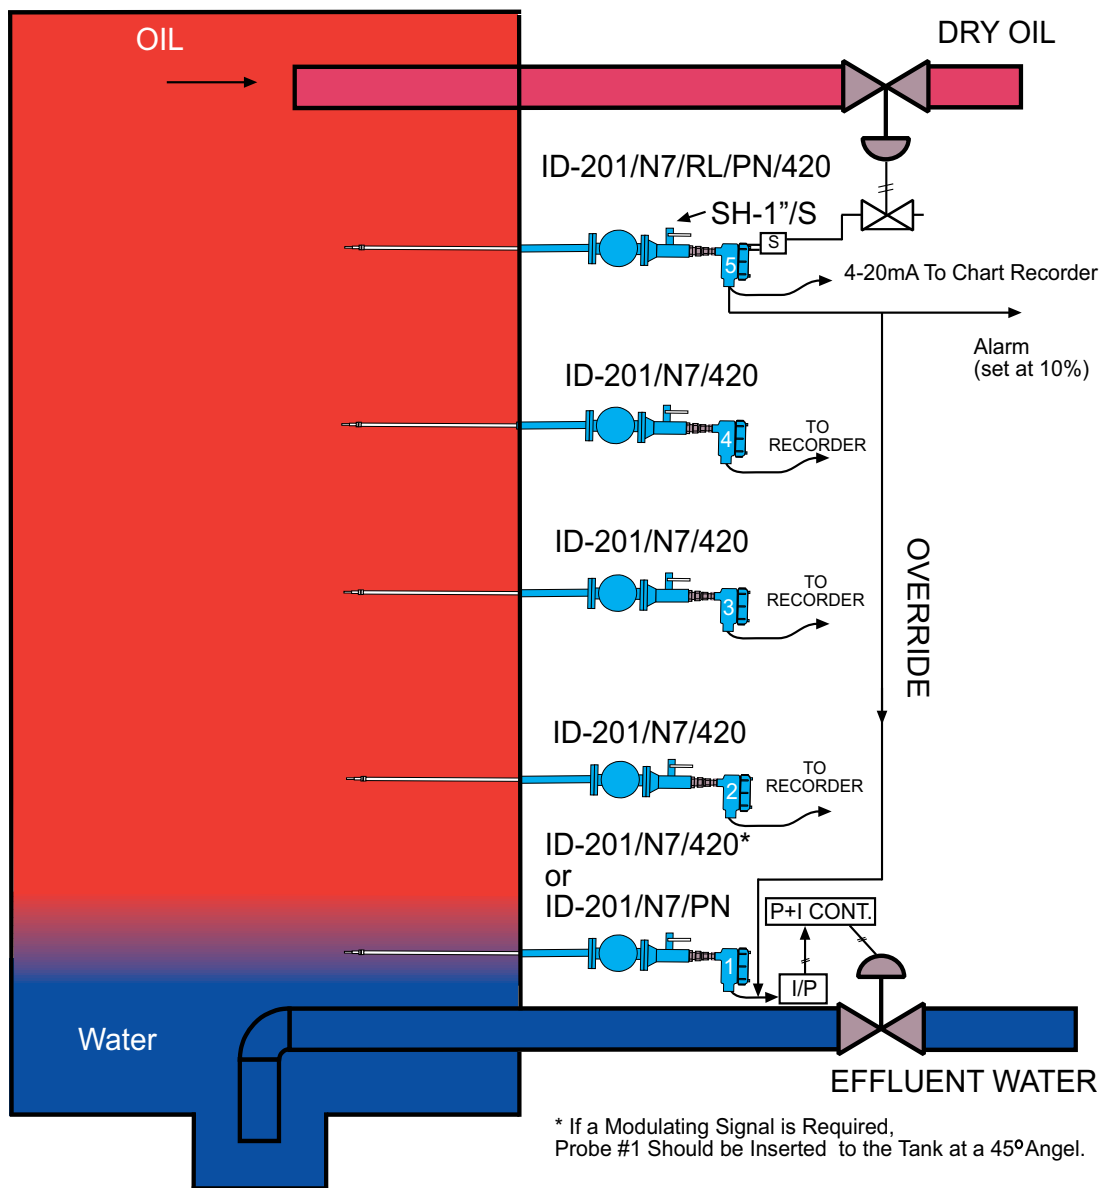 OIL
DRY OIL
ID-201/N7/RL/PN/420
SH-1”/S
S
5
4-20mA To Chart Recorder
Alarm
(set at 10%)
ID-201/N7/420
4
TO
RECORDER
ID-201/N7/420
3
TO
RECORDER
OVERRIDE
ID-201/N7/420
2
TO
RECORDER
ID-201/N7/420*
or
ID-201/N7/PN
P+I CONT.
1
I/P
Water
EFFLUENT WATER
* If a Modulating Signal is Required,
Probe #1 Should be Inserted to the Tank at a 45º Angel.